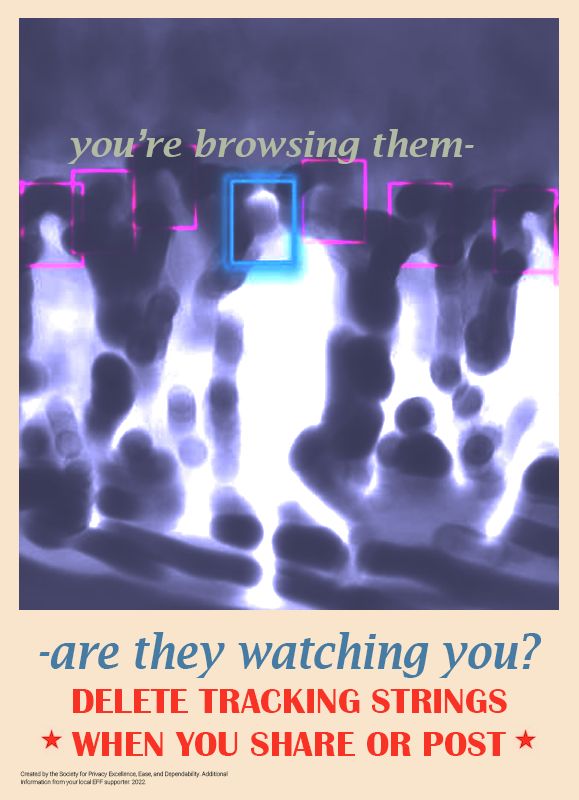 you’re browsing them-
-are they watching you?
DELETE TRACKING STRINGS
★ WHEN YOU SHARE OR POST ★
Created by the Society for Privacy Excellence, Ease, and Dependability. Additional
Information from your local EFF supporter. 2022.